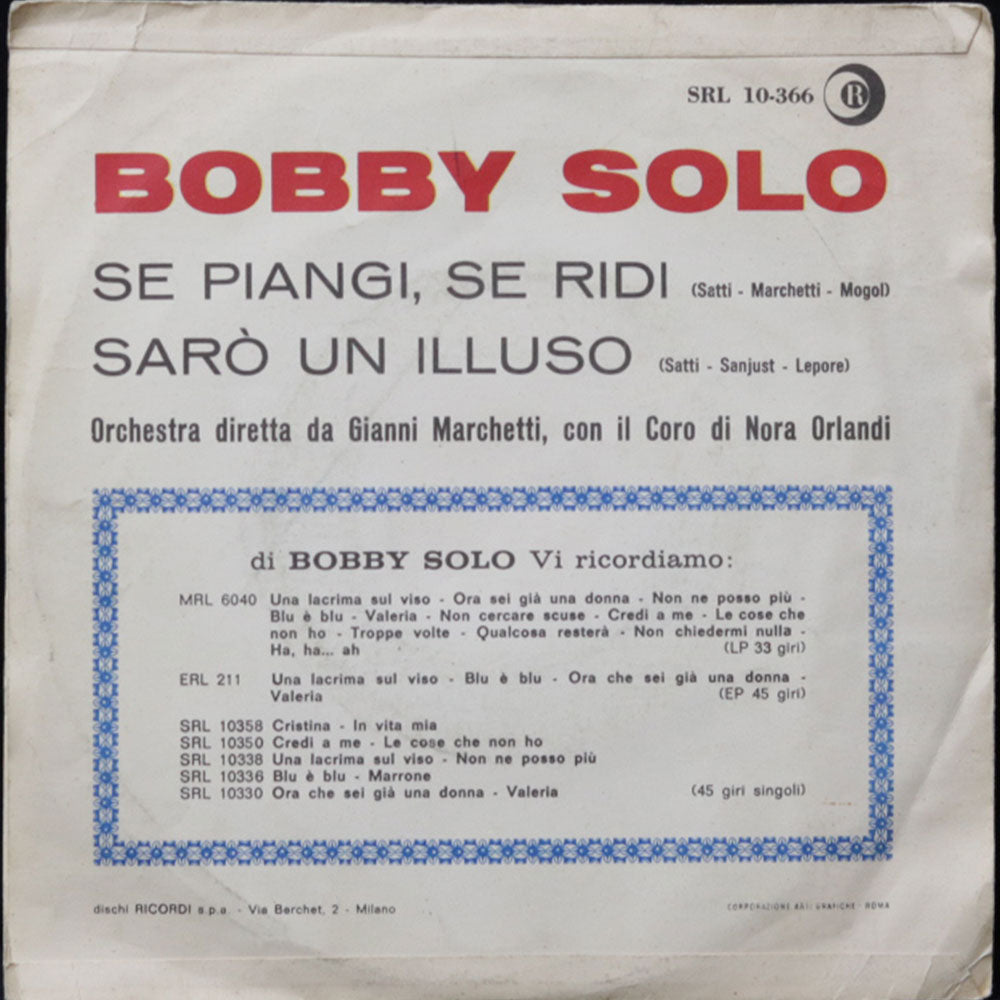 SRL 10-366 R
BOBBY SOLO
SE PIANGI, SE RIDI (Satti - Marchetti - Mogol)
SARÒ UN ILLUSO (Satti - Sanjust - Lepore)
Orchestra diretta da Gianni Marchetti, con il Coro di Nora Orlandi
di BOBBY SOLO Vi ricordiamo:
MRL 6040 Una lacrima sul viso - Ora sei già una donna - Non ne posso più -
Blu è blu - Valeria - Non cercare scuse - Credi a me - Le cose che
non ho - Troppe volte - Qualcosa resterà - Non chiedermi nulla -
Ha, ha... ah (LP 33 giri)
ERL 211 Una lacrima sul viso - Blu è blu - Ora che sei già una donna -
Valeria (EP 45 giri)
SRL 10358 Cristina - In vita mia
SRL 10350 Credi a me - Le cose che non ho
SRL 10338 Una lacrima sul viso - Non ne posso più
SRL 10336 Blu è blu - Marrone
SRL 10330 Ora che sei già una donna - Valeria (45 giri singoli)
dischi RICORDI s.p.a. - Via Berchet, 2 - Milano
CORPORAZIONE ARTI GRAFICHE - ROMA